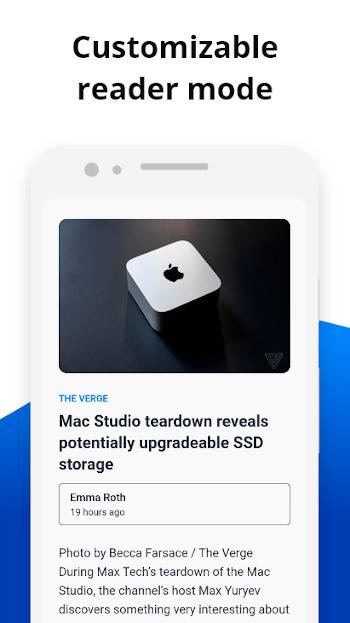 Customizable
reader mode
THE VERGE
Mac Studio teardown reveals
potentially upgradeable SSD
storage
Emma Roth
19 hours ago
Photo by Becca Farsace / The Verge
During Max Tech's teardown of the Mac
Studio, the channel's host Max Yuryev
discovers something very interesting about